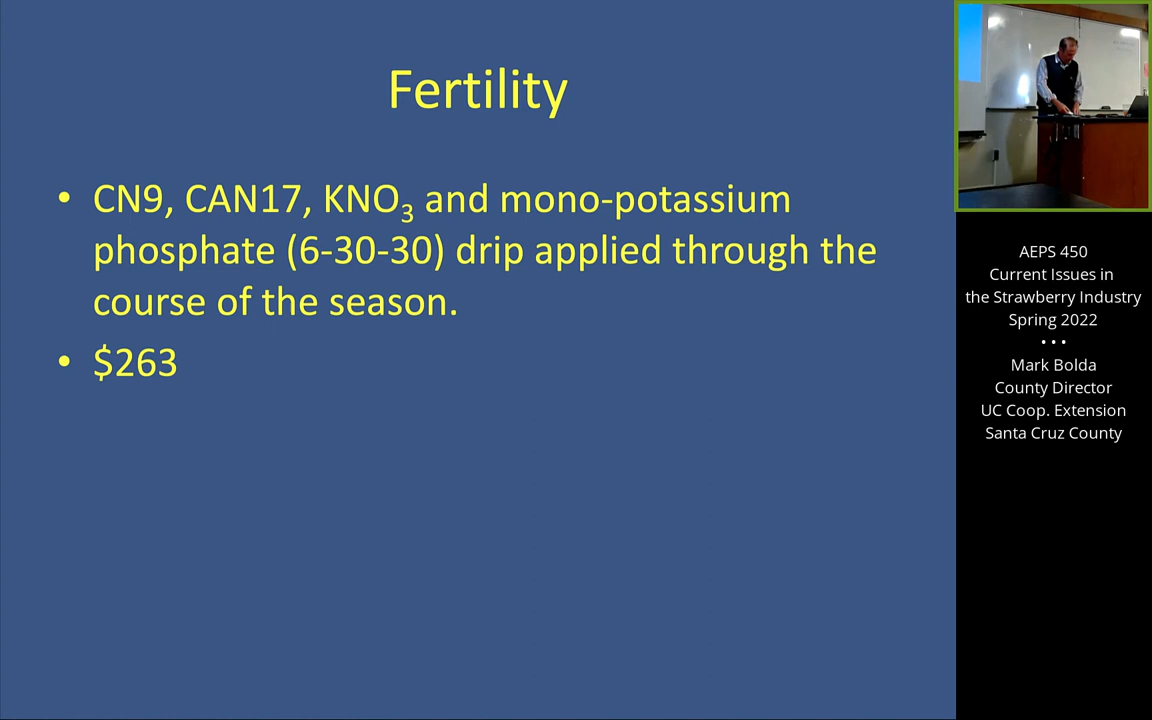 Fertility
• CN9, CAN17, KNO₃ and mono-potassium
phosphate (6-30-30) drip applied through the
course of the season.
• $263
AEPS 450
Current Issues in
the Strawberry Industry
Spring 2022
• • •
Mark Bolda
County Director
UC Coop. Extension
Santa Cruz County